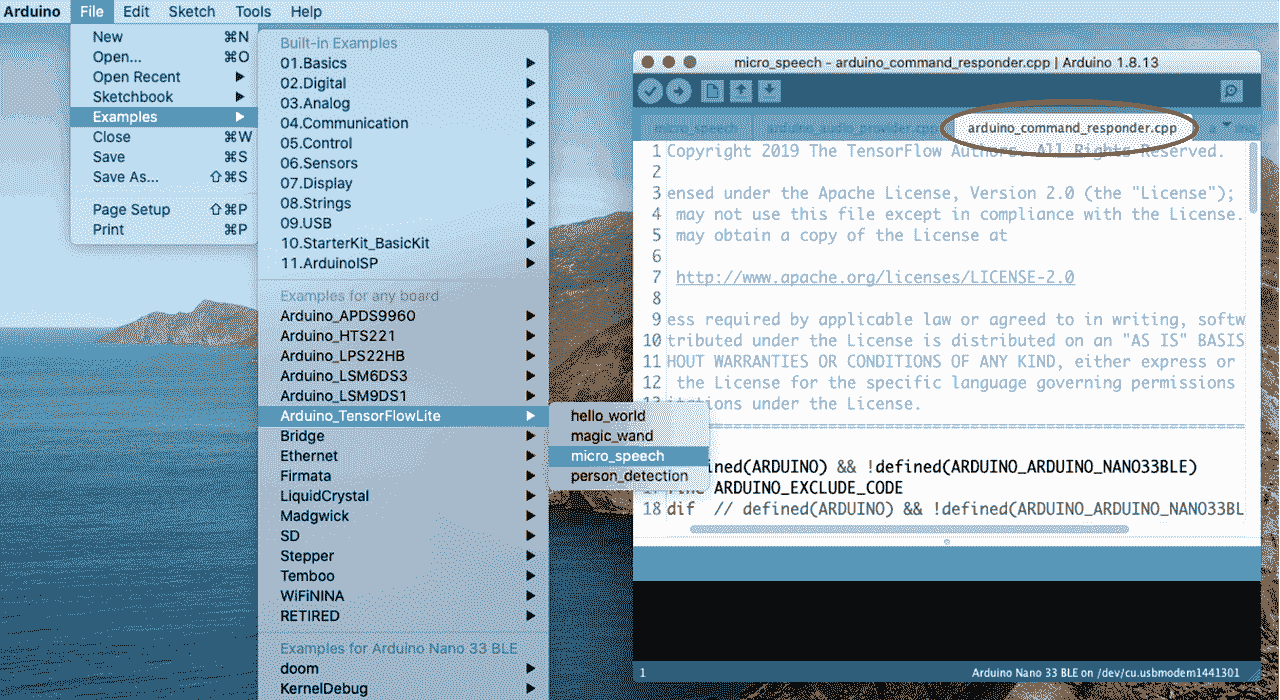 Arduino File Edit Sketch Tools Help
New ⌘N
Open... ⌘O
Open Recent
Sketchbook
Examples
Close ⌘W
Save ⌘S
Save As... ⇧⌘S
Page Setup ⇧⌘P
Print ⌘P
Built-in Examples
01.Basics
02.Digital
03.Analog
04.Communication
05.Control
06.Sensors
07.Display
08.Strings
09.USB
10.StarterKit_BasicKit
11.ArduinoISP
Examples for any board
Arduino_APDS9960
Arduino_HTS221
Arduino_LPS22HB
Arduino_LSM6DS3
Arduino_LSM9DS1
Arduino_TensorFlowLite
Bridge
Ethernet
Firmata
LiquidCrystal
Madgwick
SD
Stepper
Temboo
WiFiNINA
RETIRED
Examples for Arduino Nano 33 BLE
doom
KernelDebug
hello_world
magic_wand
micro_speech
person_detection
micro_speech - arduino_command_responder.cpp | Arduino 1.8.13
micro_speech arduino_audio_provider.cpp arduino_command_responder.cpp
1 Copyright 2019 The TensorFlow Authors. All Rights Reserved.
2
3 ensed under the Apache License, Version 2.0 (the "License");
4 may not use this file except in compliance with the License.
5 may obtain a copy of the License at
6
7 http://www.apache.org/licenses/LICENSE-2.0
8
9 ess required by applicable law or agreed to in writing, softw
10 tributed under the License is distributed on an "AS IS" BASIS
11 HOUT WARRANTIES OR CONDITIONS OF ANY KIND, either express or
12 the License for the specific language governing permissions
itations under the License.
===========================================================
ined(ARDUINO) && !defined(ARDUINO_ARDUINO_NANO33BLE)
ARDUINO_EXCLUDE_CODE
18 dif // defined(ARDUINO) && !defined(ARDUINO_ARDUINO_NANO33BL
1 Arduino Nano 33 BLE on /dev/cu.usbmodem1441301